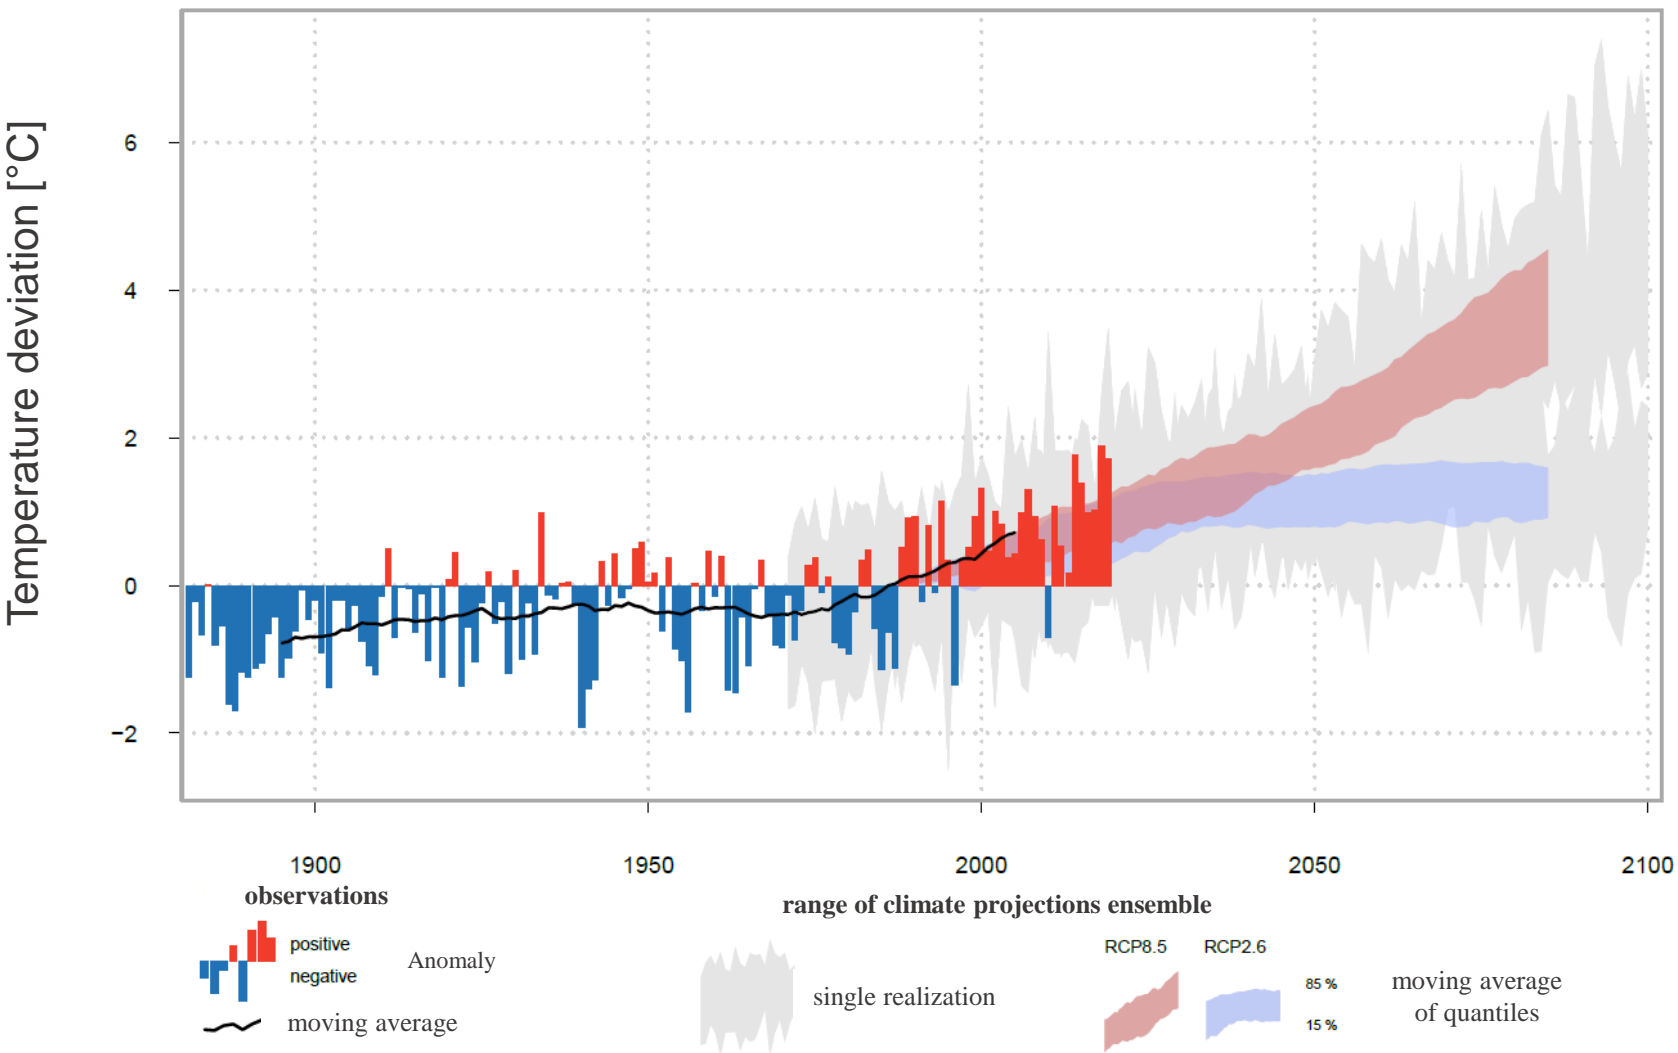 Temperature deviation [°C]
6
4
2
0
−2
1900 1950 2000 2050 2100
observations
positive
negative
Anomaly
moving average
range of climate projections ensemble
single realization
RCP8.5 RCP2.6
85 %
15 %
moving average
of quantiles